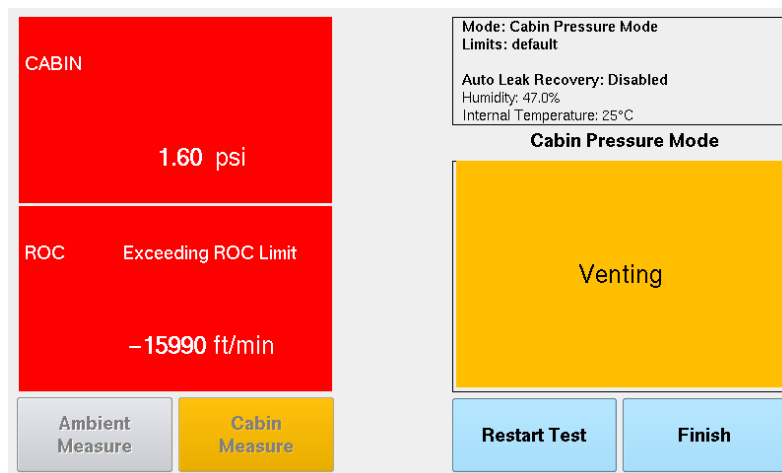 CABIN
1.60 psi
ROC Exceeding ROC Limit
−15990 ft/min
Ambient
Measure
Cabin
Measure
Mode: Cabin Pressure Mode
Limits: default
Auto Leak Recovery: Disabled
Humidity: 47.0%
Internal Temperature: 25°C
Cabin Pressure Mode
Venting
Restart Test
Finish